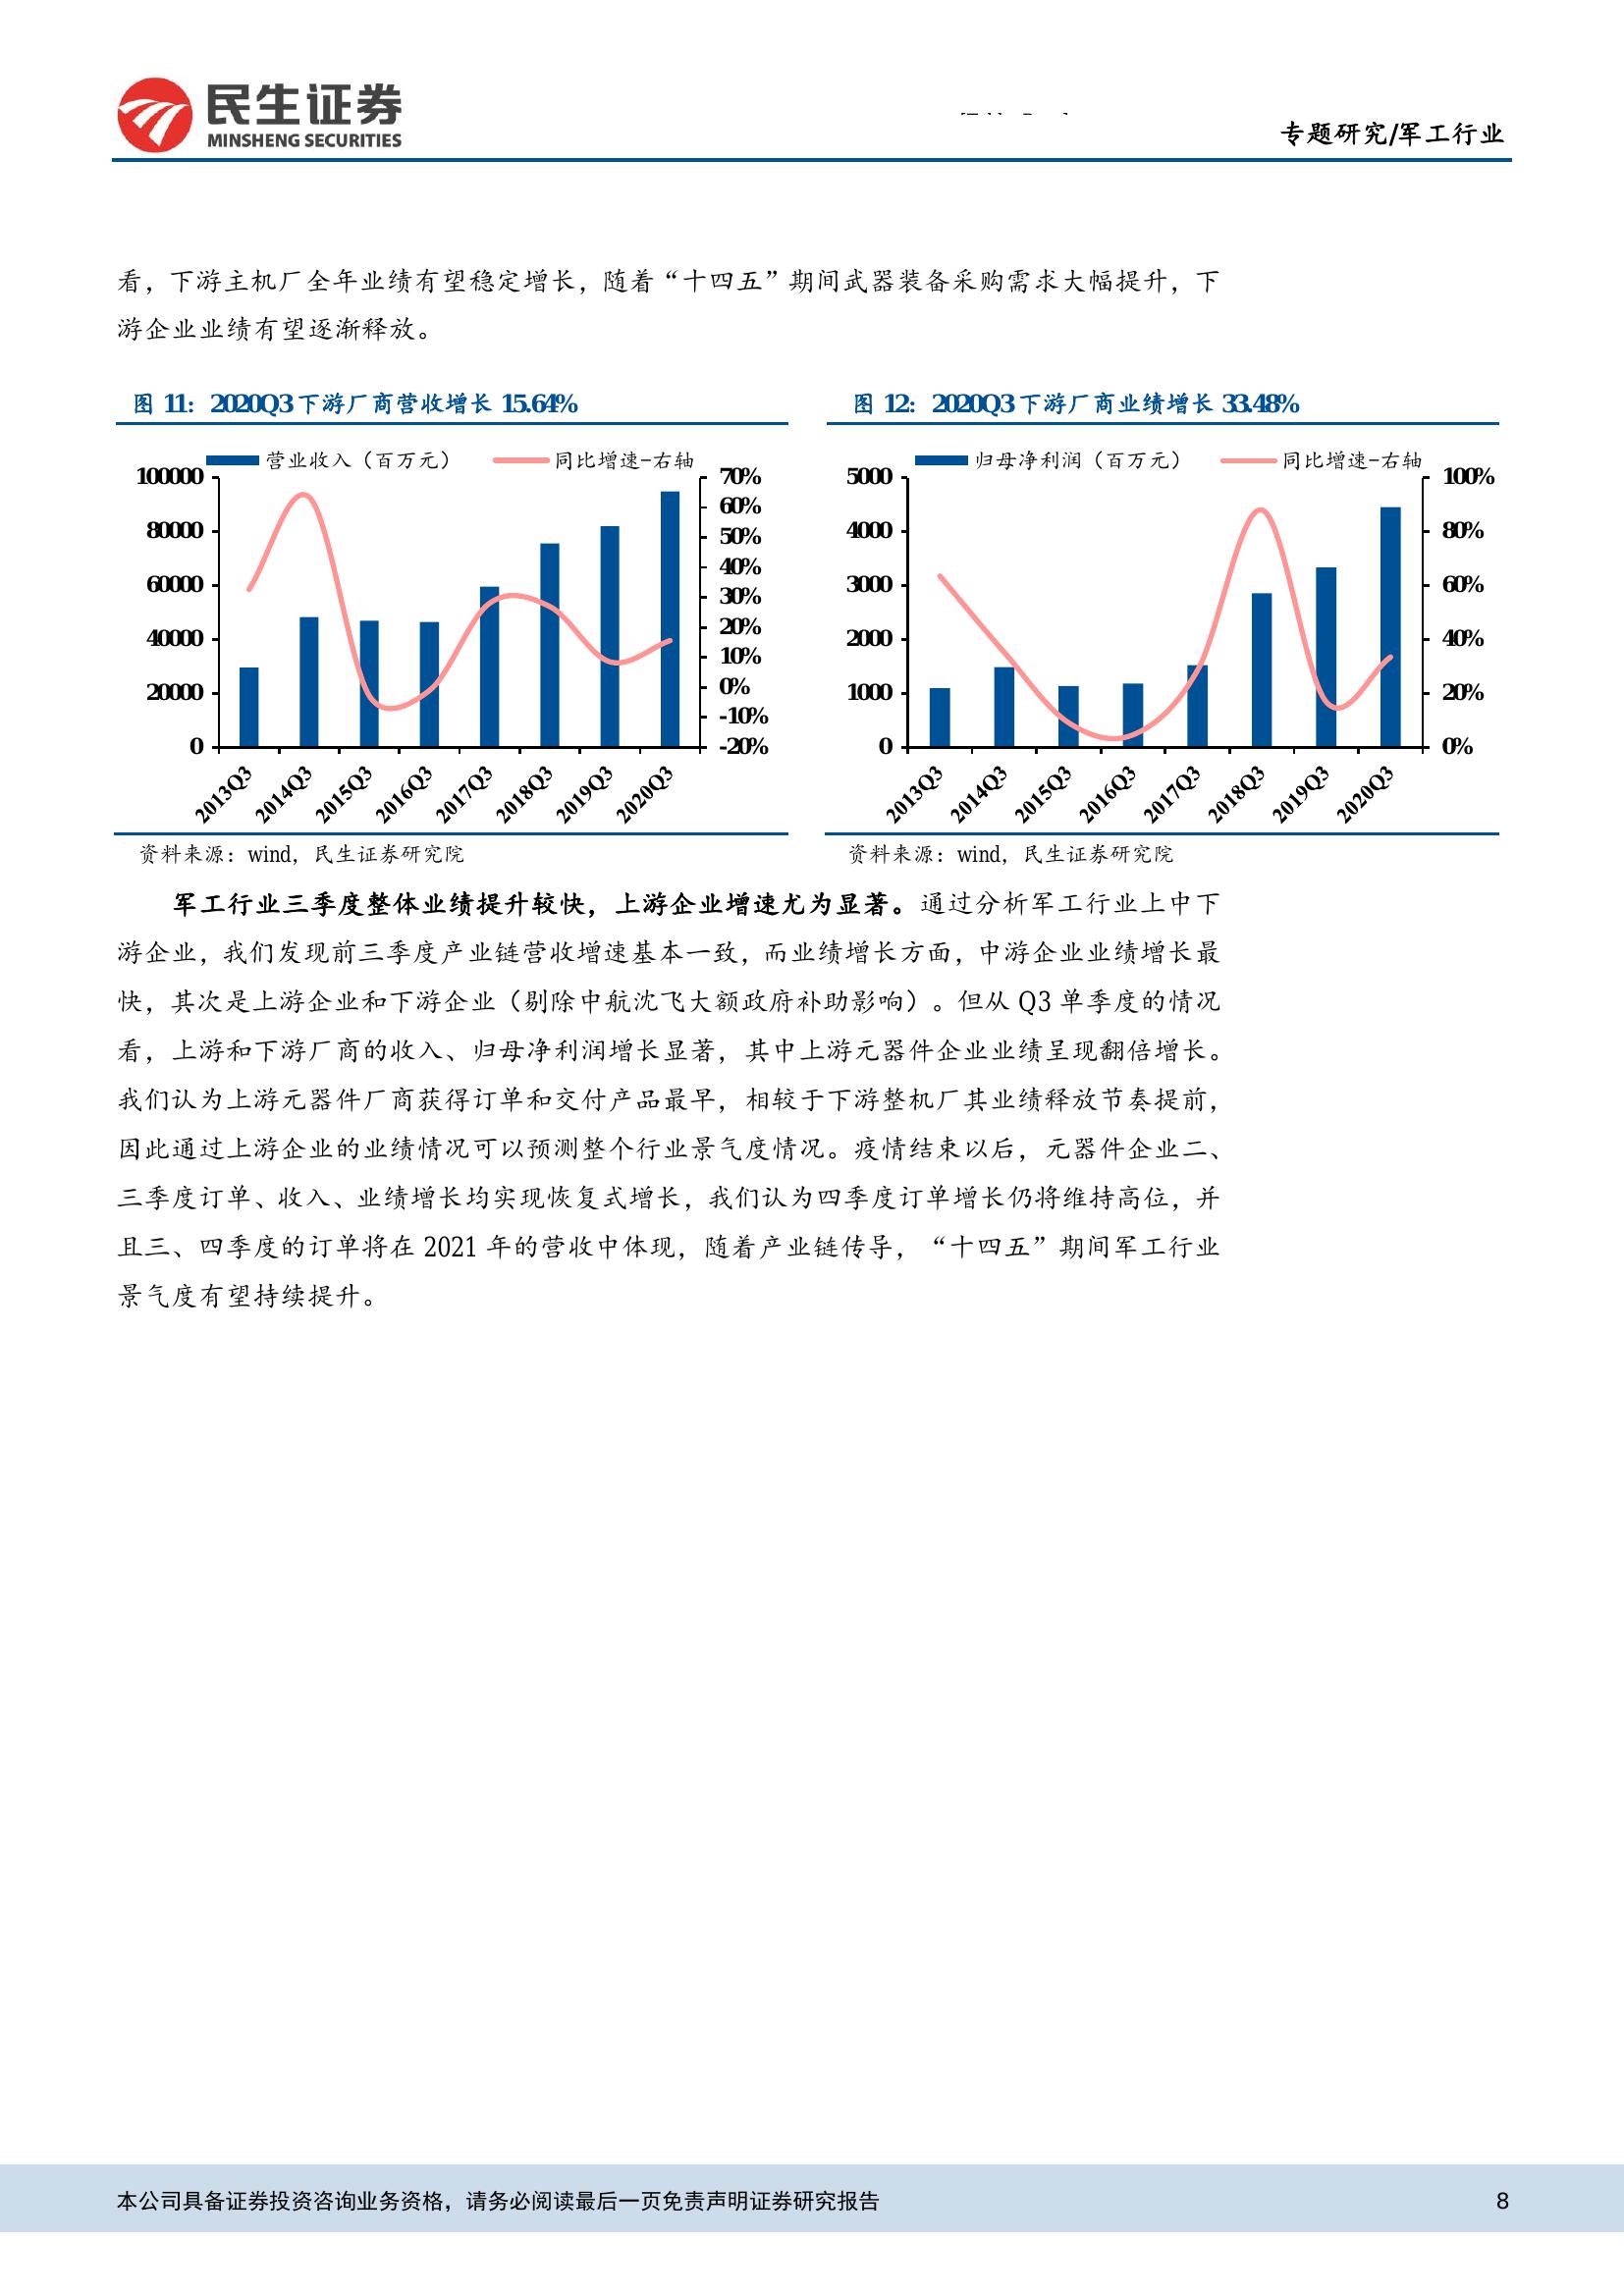 民生证券
MINSHENG SECURITIES
专题研究/军工行业
看，下游主机厂全年业绩有望稳定增长，随着“十四五”期间武器装备采购需求大幅提升，下
游企业业绩有望逐渐释放。
图 11：2020Q3 下游厂商营收增长 15.64%
营业收入（百万元）
同比增速-右轴
100000
80000
60000
40000
20000
0
70%
60%
50%
40%
30%
20%
10%
0%
-10%
-20%
2013Q3
2014Q3
2015Q3
2016Q3
2017Q3
2018Q3
2019Q3
2020Q3
资料来源：wind，民生证券研究院
图 12：2020Q3 下游厂商业绩增长 33.48%
归母净利润（百万元）
同比增速-右轴
5000
4000
3000
2000
1000
0
100%
80%
60%
40%
20%
0%
2013Q3
2014Q3
2015Q3
2016Q3
2017Q3
2018Q3
2019Q3
2020Q3
资料来源：wind，民生证券研究院
军工行业三季度整体业绩提升较快，上游企业增速尤为显著。通过分析军工行业上中下
游企业，我们发现前三季度产业链营收增速基本一致，而业绩增长方面，中游企业业绩增长最
快，其次是上游企业和下游企业（剔除中航沈飞大额政府补助影响）。但从 Q3 单季度的情况
看，上游和下游厂商的收入、归母净利润增长显著，其中上游元器件企业业绩呈现翻倍增长。
我们认为上游元器件厂商获得订单和交付产品最早，相较于下游整机厂其业绩释放节奏提前，
因此通过上游企业的业绩情况可以预测整个行业景气度情况。疫情结束以后，元器件企业二、
三季度订单、收入、业绩增长均实现恢复式增长，我们认为四季度订单增长仍将维持高位，并
且三、四季度的订单将在 2021 年的营收中体现，随着产业链传导，“十四五”期间军工行业
景气度有望持续提升。
本公司具备证券投资咨询业务资格，请务必阅读最后一页免责声明证券研究报告
8